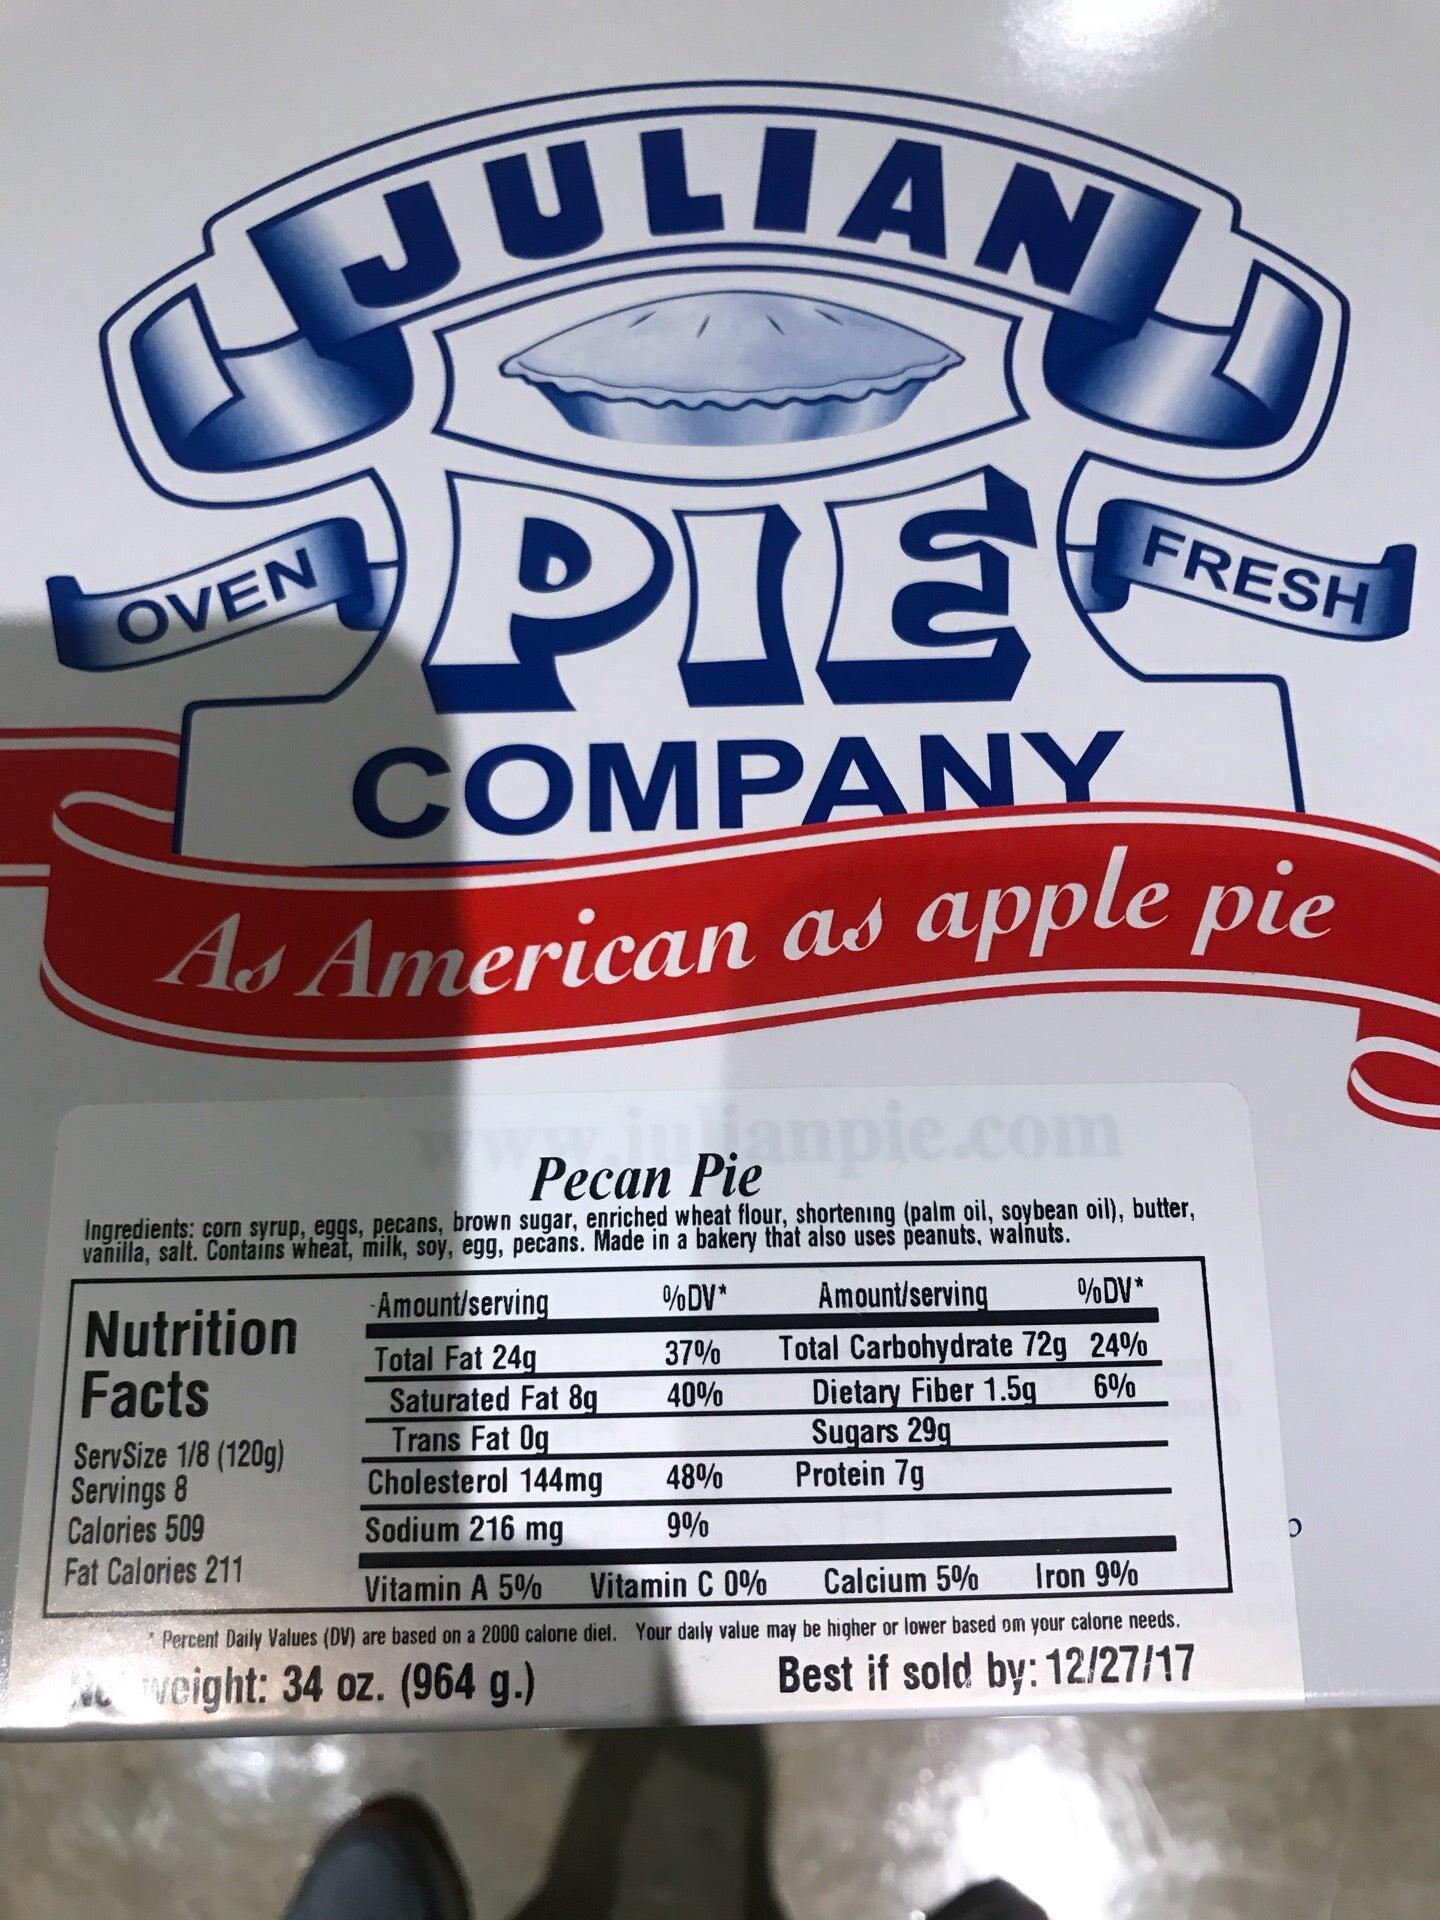 JULIAN
PIE
OVEN
FRESH
COMPANY
As American as apple pie
www.julianpie.com
Pecan Pie
Ingredients: corn syrup, eggs, pecans, brown sugar, enriched wheat flour, shortening (palm oil, soybean oil), butter,
vanilla, salt. Contains wheat, milk, soy, egg, pecans. Made in a bakery that also uses peanuts, walnuts.
Nutrition
Facts
ServSize 1/8 (120g)
Servings 8
Calories 509
Fat Calories 211
Amount/serving %DV* Amount/serving %DV*
Total Fat 24g 37% Total Carbohydrate 72g 24%
Saturated Fat 8g 40% Dietary Fiber 1.5g 6%
Trans Fat 0g Sugars 29g
Cholesterol 144mg 48% Protein 7g
Sodium 216 mg 9%
Vitamin A 5% Vitamin C 0% Calcium 5% Iron 9%
* Percent Daily Values (DV) are based on a 2000 calorie diet. Your daily value may be higher or lower based om your calorie needs.
weight: 34 oz. (964 g.) Best if sold by: 12/27/17